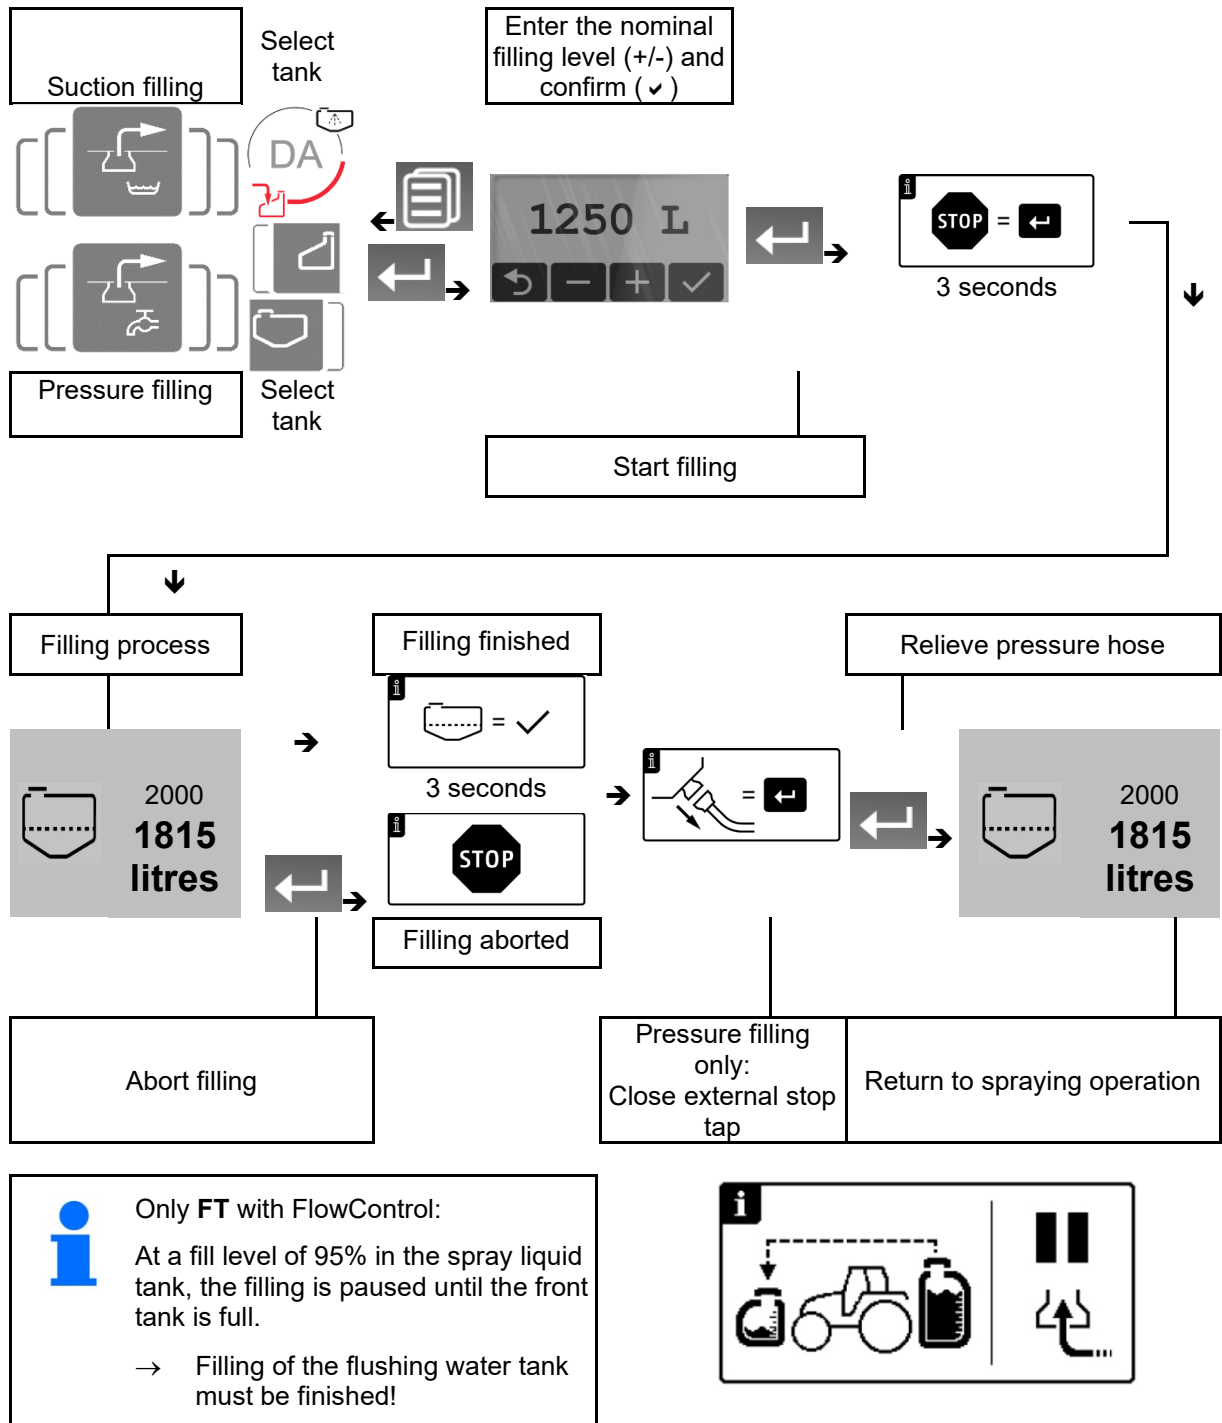 Suction filling
Select
tank
Enter the nominal
filling level (+/-) and
confirm (✓)
DA
1250 L
STOP = 
3 seconds
Pressure filling
Select
tank
Start filling
Filling process
Filling finished
Relieve pressure hose
i
=
3 seconds
i
=
2000
1815
litres
i
STOP
2000
1815
litres
Filling aborted
Abort filling
Pressure filling
only:
Close external stop
tap
Return to spraying operation
Only FT with FlowControl:
At a fill level of 95% in the spray liquid
tank, the filling is paused until the front
tank is full.
→ Filling of the flushing water tank
must be finished!
i